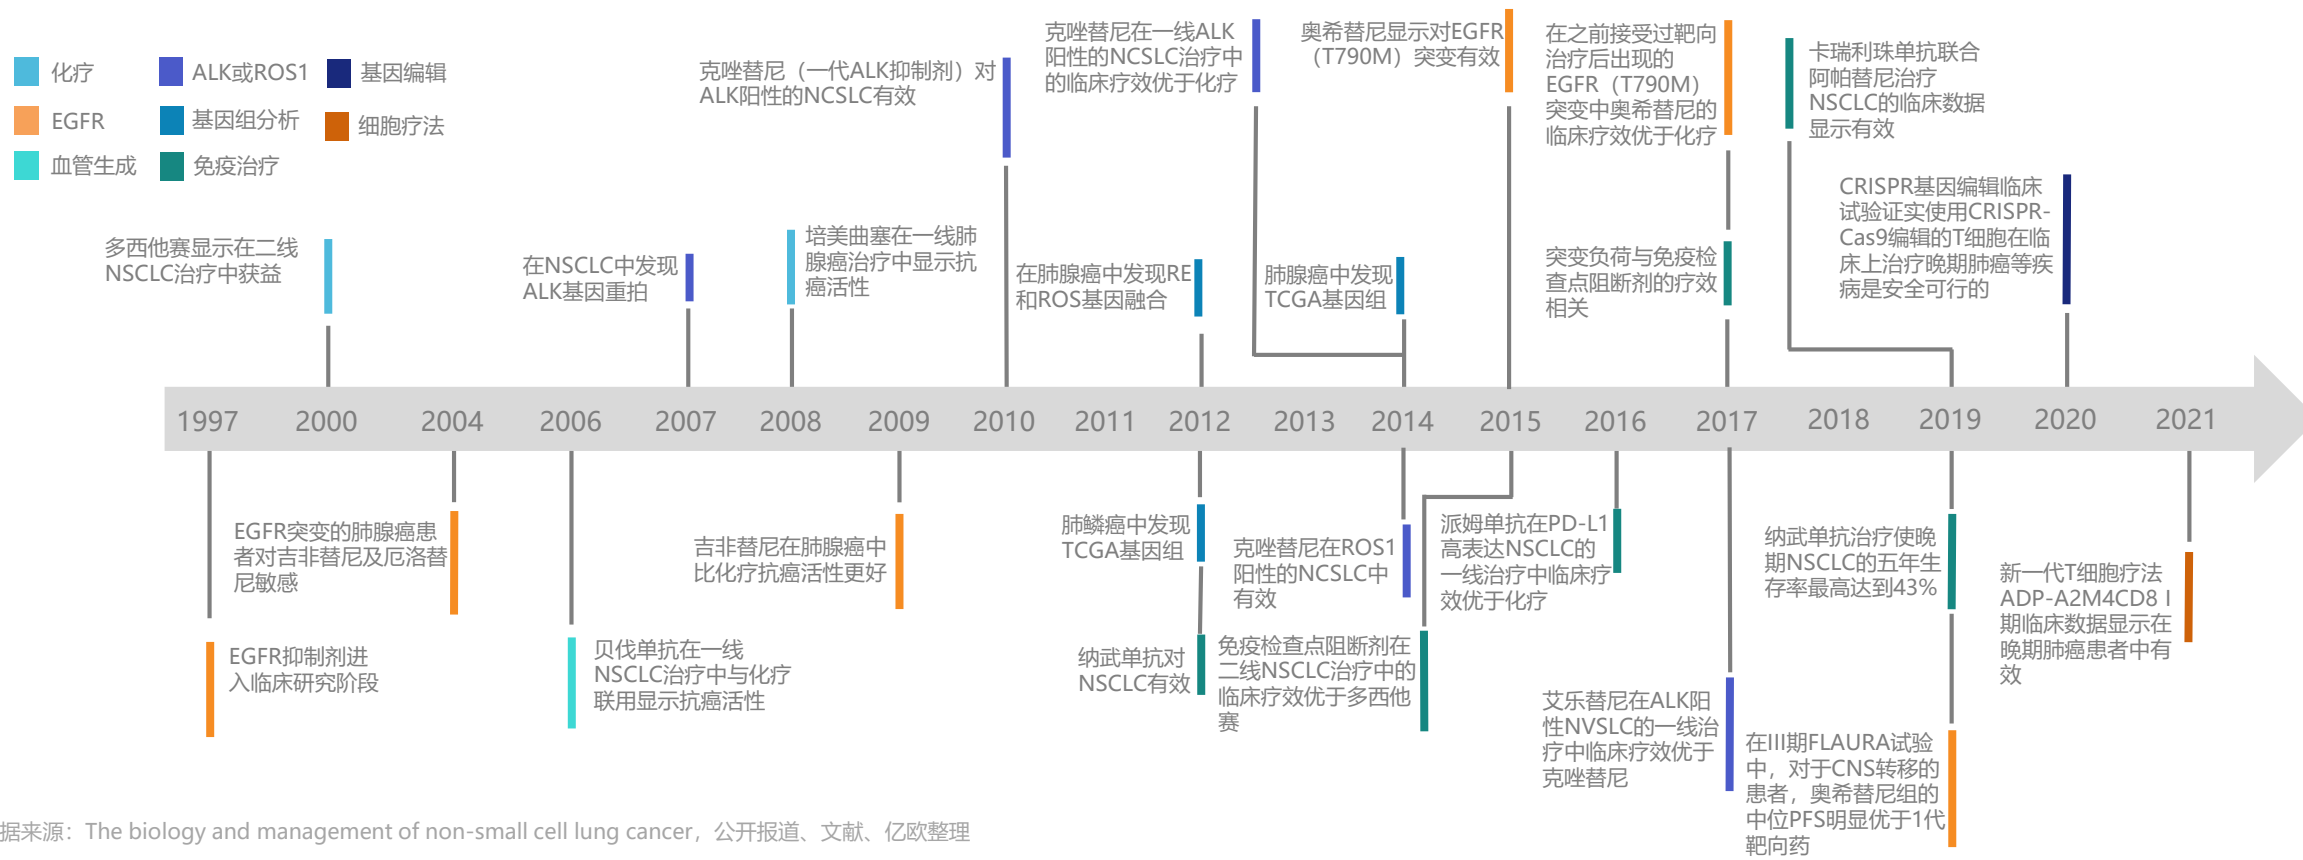 化疗
ALK或ROS1
基因编辑
EGFR
基因组分析
细胞疗法
血管生成
免疫治疗
多西他赛显示在二线
NSCLC治疗中获益
在NSCLC中发现
ALK基因重拍
培美曲塞在一线肺
腺癌治疗中显示抗
癌活性
克唑替尼（一代ALK抑制剂）对
ALK阳性的NCSLC有效
在肺腺癌中发现RE
和ROS基因融合
克唑替尼在一线ALK
阳性的NCSLC治疗中
的临床疗效优于化疗
肺腺癌中发现
TCGA基因组
奥希替尼显示对EGFR
（T790M）突变有效
在之前接受过靶向
治疗后出现的
EGFR（T790M）
突变中奥希替尼的
临床疗效优于化疗
突变负荷与免疫检
查点阻断剂的疗效
相关
卡瑞利珠单抗联合
阿帕替尼治疗
NSCLC的临床数据
显示有效
CRISPR基因编辑临床
试验证实使用CRISPR-
Cas9编辑的T细胞在临
床上治疗晚期肺癌等疾
病是安全可行的
1997 2000 2004 2006 2007 2008 2009 2010 2011 2012 2013 2014 2015 2016 2017 2018 2019 2020 2021
EGFR抑制剂进
入临床研究阶段
EGFR突变的肺腺癌患
者对吉非替尼及厄洛替
尼敏感
贝伐单抗在一线
NSCLC治疗中与化疗
联用显示抗癌活性
吉非替尼在肺腺癌中
比化疗抗癌活性更好
肺鳞癌中发现
TCGA基因组
纳武单抗对
NSCLC有效
克唑替尼在ROS1
阳性的NCSLC中
有效
免疫检查点阻断剂在
二线NSCLC治疗中的
临床疗效优于多西他
赛
派姆单抗在PD-L1
高表达NSCLC的
一线治疗中临床疗
效优于化疗
艾乐替尼在ALK阳
性NVSLC的一线治
疗中临床疗效优于
克唑替尼
纳武单抗治疗使晚
期NSCLC的五年生
存率最高达到43%
在III期FLAURA试验
中，对于CNS转移的
患者，奥希替尼组的
中位PFS明显优于1代
靶向药
新一代T细胞疗法
ADP-A2M4CD8 I
期临床数据显示在
晚期肺癌患者中有
效
据来源：The biology and management of non-small cell lung cancer，公开报道、文献、亿欧整理